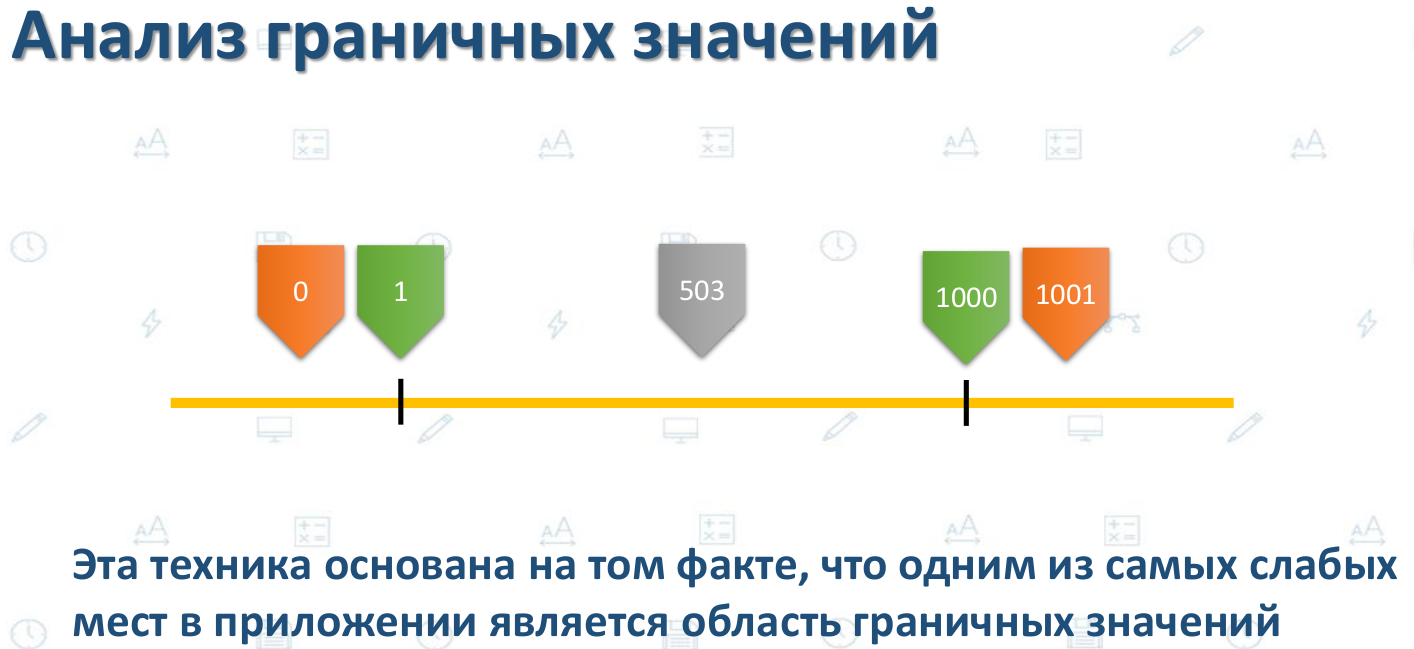 Анализ граничных значений
0
1
503
1000
1001
Эта техника основана на том факте, что одним из самых слабых
мест в приложении является область граничных значений